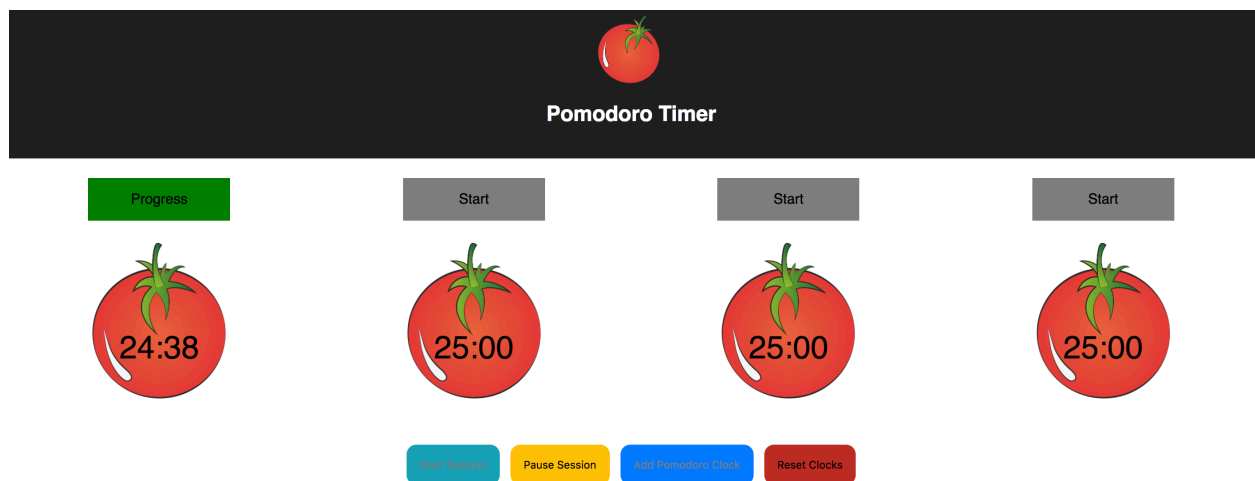 Pomodoro Timer
Progress
Start
Start
Start
24:38
25:00
25:00
25:00
Start Session
Pause Session
Add Pomodoro Clock
Reset Clocks